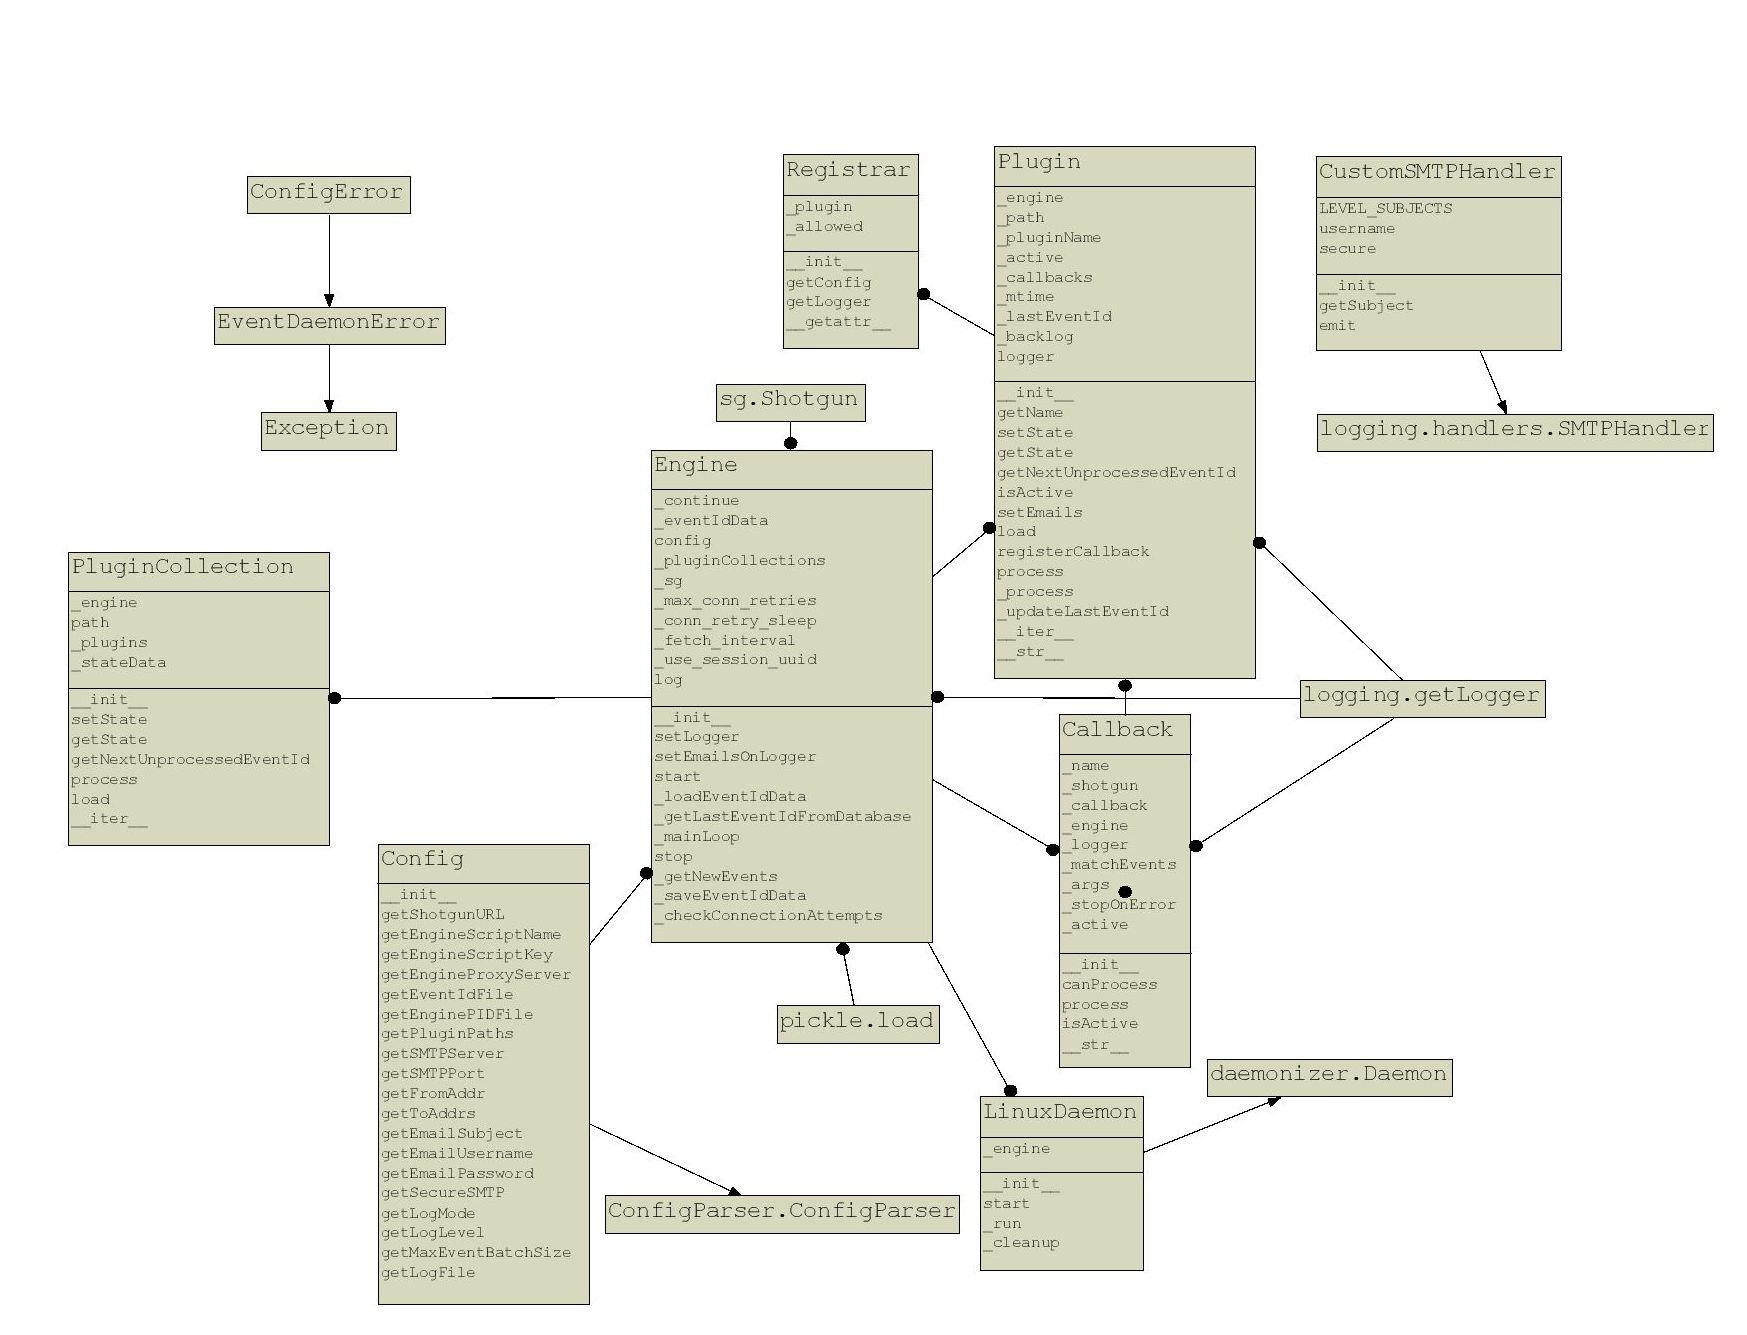 ConfigError
EventDaemonError
Exception
Registrar
_plugin
_allowed
__init__
getConfig
getLogger
__getattr__
Plugin
_engine
_path
_pluginName
_active
_callbacks
_mtime
_lastEventId
_backlog
logger
__init__
getName
setState
getState
getNextUnprocessedEventId
isActive
setEmails
load
registerCallback
process
_process
_updateLastEventId
__iter__
__str__
CustomSMTPHandler
LEVEL_SUBJECTS
username
secure
__init__
getSubject
emit
logging.handlers.SMTPHandler
sg.Shotgun
Engine
_continue
_eventIdData
config
_pluginCollections
_sg
_max_conn_retries
_conn_retry_sleep
_fetch_interval
_use_session_uuid
log
__init__
setLogger
setEmailsOnLogger
start
_loadEventIdData
_getLastEventIdFromDatabase
_mainLoop
stop
_getNewEvents
_saveEventIdData
_checkConnectionAttempts
PluginCollection
_engine
path
_plugins
_stateData
__init__
setState
getState
getNextUnprocessedEventId
process
load
__iter__
logging.getLogger
Callback
_name
_shotgun
_callback
_engine
_logger
_matchEvents
_args
_stopOnError
_active
__init__
canProcess
process
isActive
__str__
Config
__init__
getShotgunURL
getEngineScriptName
getEngineScriptKey
getEngineProxyServer
getEventIdFile
getEnginePIDFile
getPluginPaths
getSMTPServer
getSMTPPort
getFromAddr
getToAddrs
getEmailSubject
getEmailUsername
getEmailPassword
getSecureSMTP
getLogMode
getLogLevel
getMaxEventBatchSize
getLogFile
pickle.load
daemonizer.Daemon
LinuxDaemon
_engine
__init__
start
_run
_cleanup
ConfigParser.ConfigParser